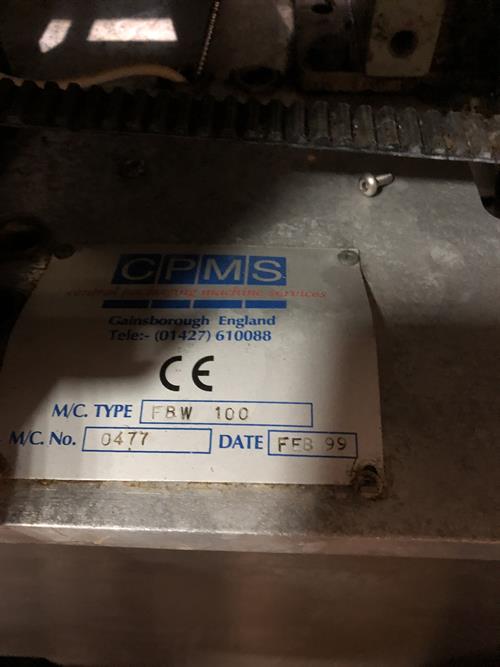 CPMS
central packaging machine services
Gainsborough England
Tele:- (01427) 610088
CE
M/C. TYPE FBW 100
M/C. No. 0477 DATE FEB 99